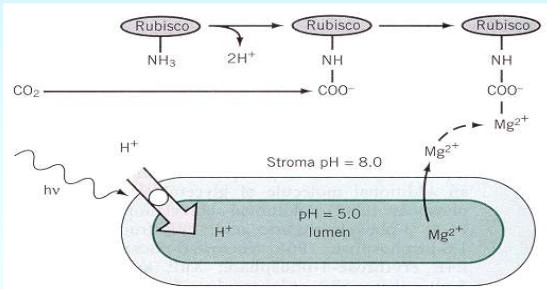 Rubisco Rubisco Rubisco
NH₃ 2H⁺ NH NH
CO₂ COO⁻ COO⁻
Mg²⁺
H⁺ Mg²⁺
Stroma pH = 8.0
hν
pH = 5.0
H⁺ lumen Mg²⁺